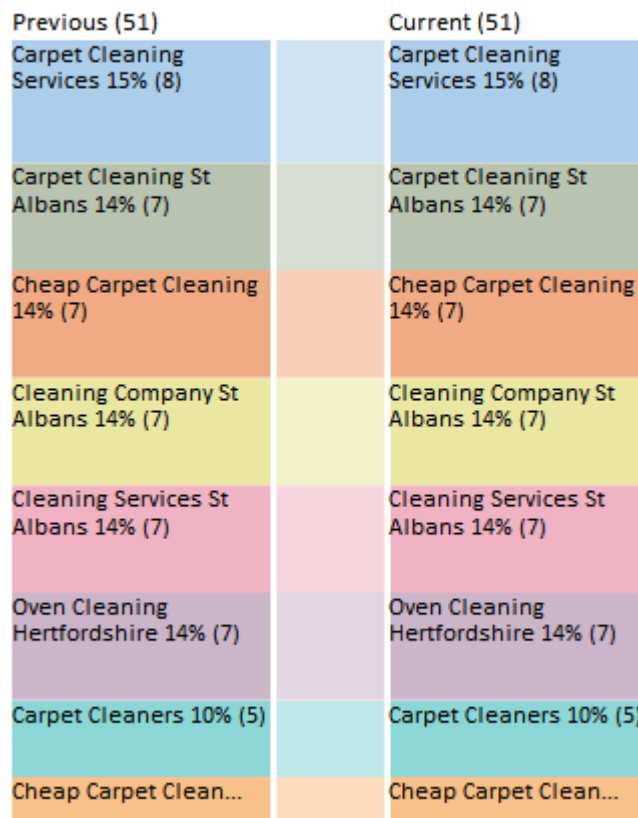 Previous (51)
Carpet Cleaning
Services 15% (8)
Carpet Cleaning St
Albans 14% (7)
Cheap Carpet Cleaning
14% (7)
Cleaning Company St
Albans 14% (7)
Cleaning Services St
Albans 14% (7)
Oven Cleaning
Hertfordshire 14% (7)
Carpet Cleaners 10% (5)
Cheap Carpet Clean...
Current (51)
Carpet Cleaning
Services 15% (8)
Carpet Cleaning St
Albans 14% (7)
Cheap Carpet Cleaning
14% (7)
Cleaning Company St
Albans 14% (7)
Cleaning Services St
Albans 14% (7)
Oven Cleaning
Hertfordshire 14% (7)
Carpet Cleaners 10% (5)
Cheap Carpet Clean...